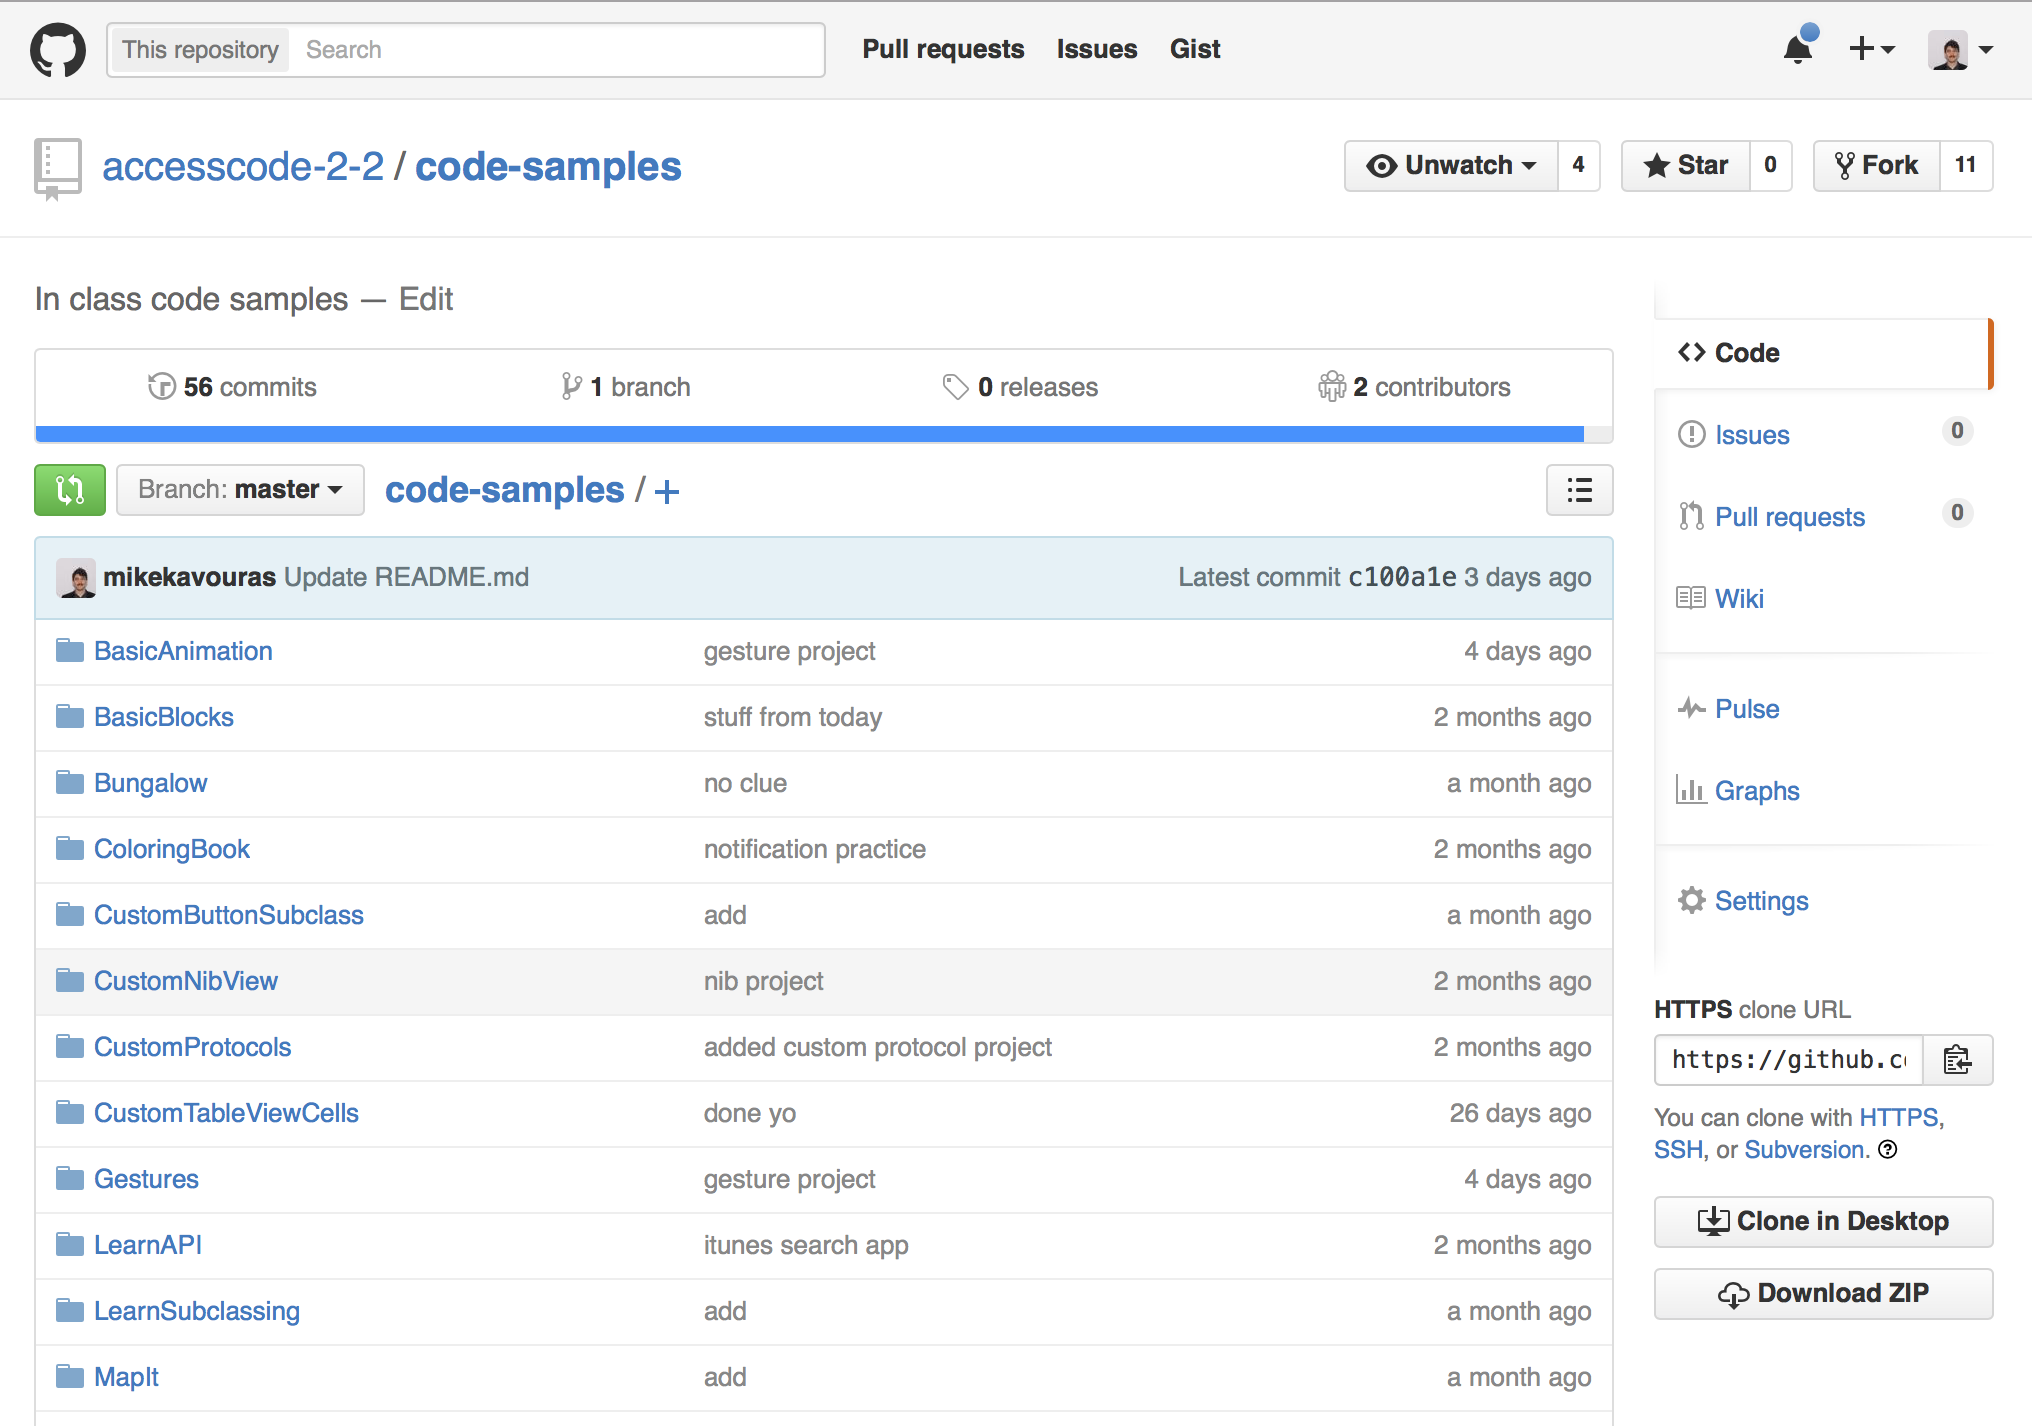 This repository Search Pull requests Issues Gist
accesscode-2-2 / code-samples Unwatch 4 Star 0 Fork 11
In class code samples — Edit
56 commits 1 branch 0 releases 2 contributors
Branch: master code-samples / +
mikekavouras Update README.md Latest commit c100a1e 3 days ago
BasicAnimation gesture project 4 days ago
BasicBlocks stuff from today 2 months ago
Bungalow no clue a month ago
ColoringBook notification practice 2 months ago
CustomButtonSubclass add a month ago
CustomNibView nib project 2 months ago
CustomProtocols added custom protocol project 2 months ago
CustomTableViewCells done yo 26 days ago
Gestures gesture project 4 days ago
LearnAPI itunes search app 2 months ago
LearnSubclassing add a month ago
MapIt add a month ago
Code
Issues 0
Pull requests 0
Wiki
Pulse
Graphs
Settings
HTTPS clone URL
https://github.co
You can clone with HTTPS,
SSH, or Subversion.
Clone in Desktop
Download ZIP